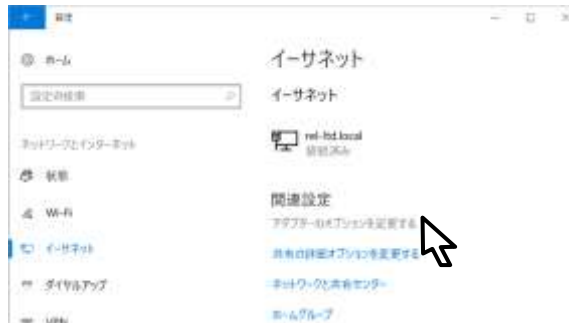 設定
ホーム
設定の検索
ネットワークとインターネット
状態
Wi-Fi
イーサネット
ダイヤルアップ
VPN
イーサネット
イーサネット
rel-ltd.local
接続済み
関連設定
アダプターのオプションを変更する
共有の詳細オプションを変更する
ネットワークと共有センター
ホームグループ